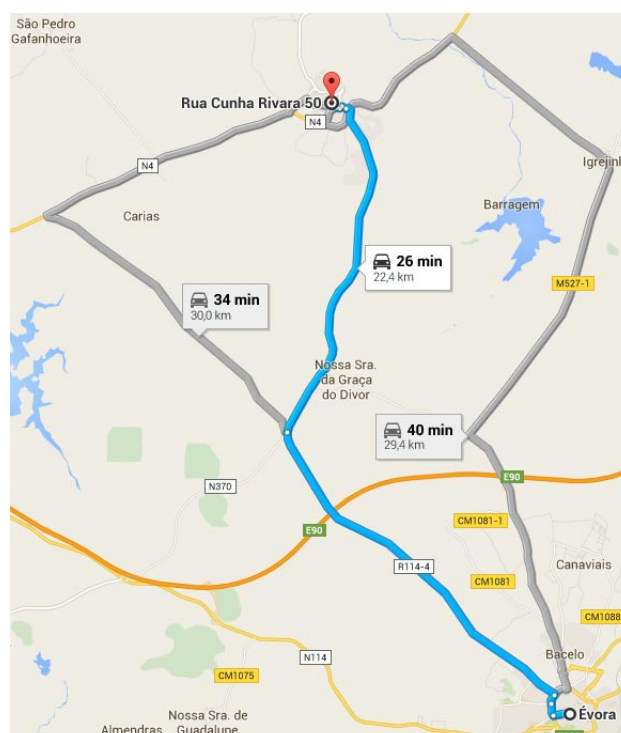 São Pedro
Gafanhoeira
Rua Cunha Rivara 50
N4
N4
Igrejinh
Carias
Barragem
26 min
22,4 km
M527-1
34 min
30,0 km
Nossa Sra.
da Graça
do Divor
40 min
29,4 km
E90
N370
E90
CM1081-1
R114-4
CM1081
Canaviais
CM1088
N114
Bacelo
CM1075
Évora
Nossa Sra. de
Guadalupe
Almendras
E90